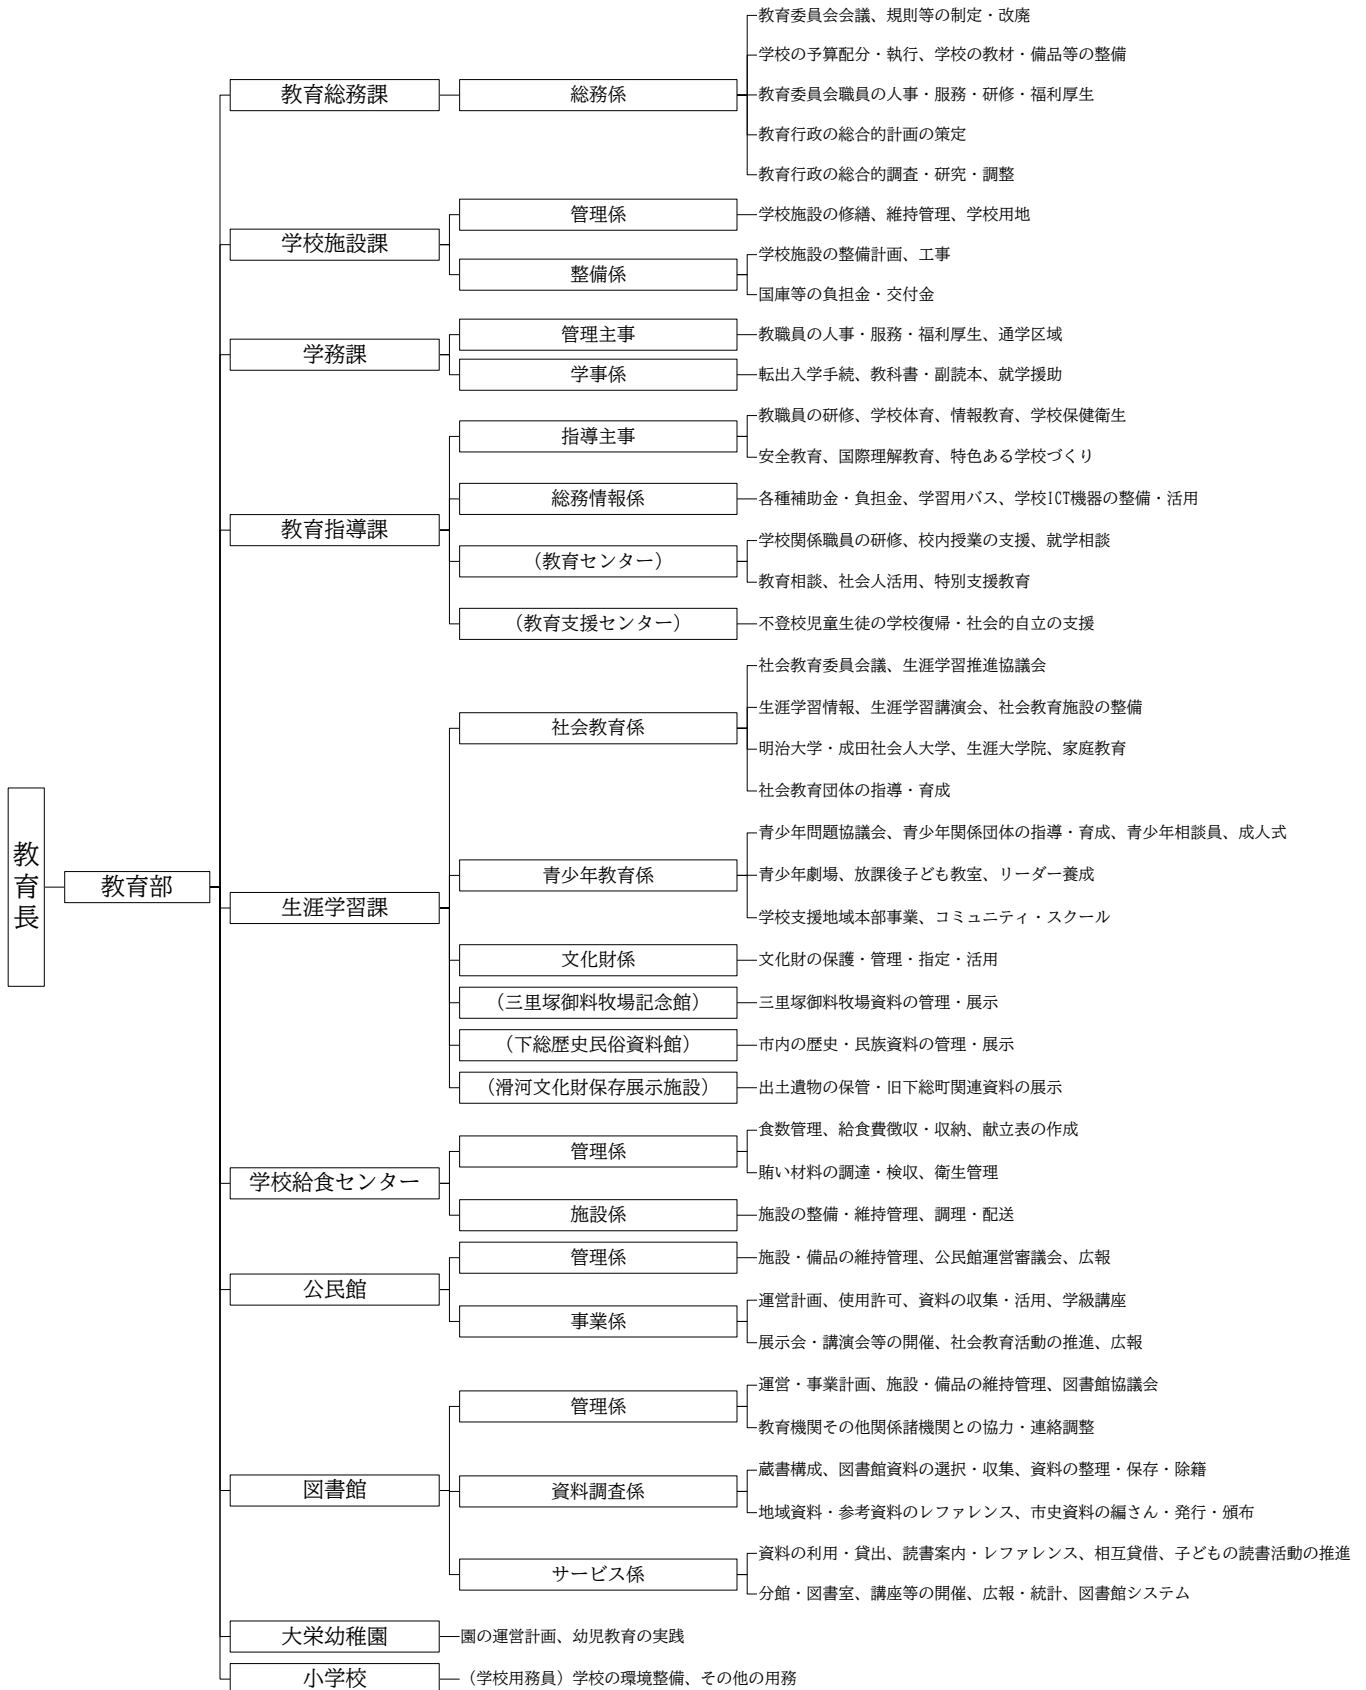 教育長
教育部
教育総務課
総務係
教育委員会会議、規則等の制定・改廃
学校の予算配分・執行、学校の教材・備品等の整備
教育委員会職員の人事・服務・研修・福利厚生
教育行政の総合的計画の策定
教育行政の総合的調査・研究・調整
学校施設課
管理係
学校施設の修繕、維持管理、学校用地
整備係
学校施設の整備計画、工事
国庫等の負担金・交付金
学務課
管理主事
教職員の人事・服務・福利厚生、通学区域
学事係
転出入学手続、教科書・副読本、就学援助
教育指導課
指導主事
教職員の研修、学校体育、情報教育、学校保健衛生
安全教育、国際理解教育、特色ある学校づくり
総務情報係
各種補助金・負担金、学習用バス、学校ICT機器の整備・活用
（教育センター）
学校関係職員の研修、校内授業の支援、就学相談
教育相談、社会人活用、特別支援教育
（教育支援センター）
不登校児童生徒の学校復帰・社会的自立の支援
生涯学習課
社会教育係
社会教育委員会議、生涯学習推進協議会
生涯学習情報、生涯学習講演会、社会教育施設の整備
明治大学・成田社会人大学、生涯大学院、家庭教育
社会教育団体の指導・育成
青少年教育係
青少年問題協議会、青少年関係団体の指導・育成、青少年相談員、成人式
青少年劇場、放課後子ども教室、リーダー養成
学校支援地域本部事業、コミュニティ・スクール
文化財係
文化財の保護・管理・指定・活用
（三里塚御料牧場記念館）
三里塚御料牧場資料の管理・展示
（下総歴史民俗資料館）
市内の歴史・民族資料の管理・展示
（滑河文化財保存展示施設）
出土遺物の保管・旧下総町関連資料の展示
学校給食センター
管理係
食数管理、給食費徴収・収納、献立表の作成
賄い材料の調達・検収、衛生管理
施設係
施設の整備・維持管理、調理・配送
公民館
管理係
施設・備品の維持管理、公民館運営審議会、広報
事業係
運営計画、使用許可、資料の収集・活用、学級講座
展示会・講演会等の開催、社会教育活動の推進、広報
図書館
管理係
運営・事業計画、施設・備品の維持管理、図書館協議会
教育機関その他関係諸機関との協力・連絡調整
資料調査係
蔵書構成、図書館資料の選択・収集、資料の整理・保存・除籍
地域資料・参考資料のレファレンス、市史資料の編さん・発行・頒布
サービス係
資料の利用・貸出、読書案内・レファレンス、相互貸借、子どもの読書活動の推進
分館・図書室、講座等の開催、広報・統計、図書館システム
大栄幼稚園
園の運営計画、幼児教育の実践
小学校
（学校用務員）学校の環境整備、その他の用務